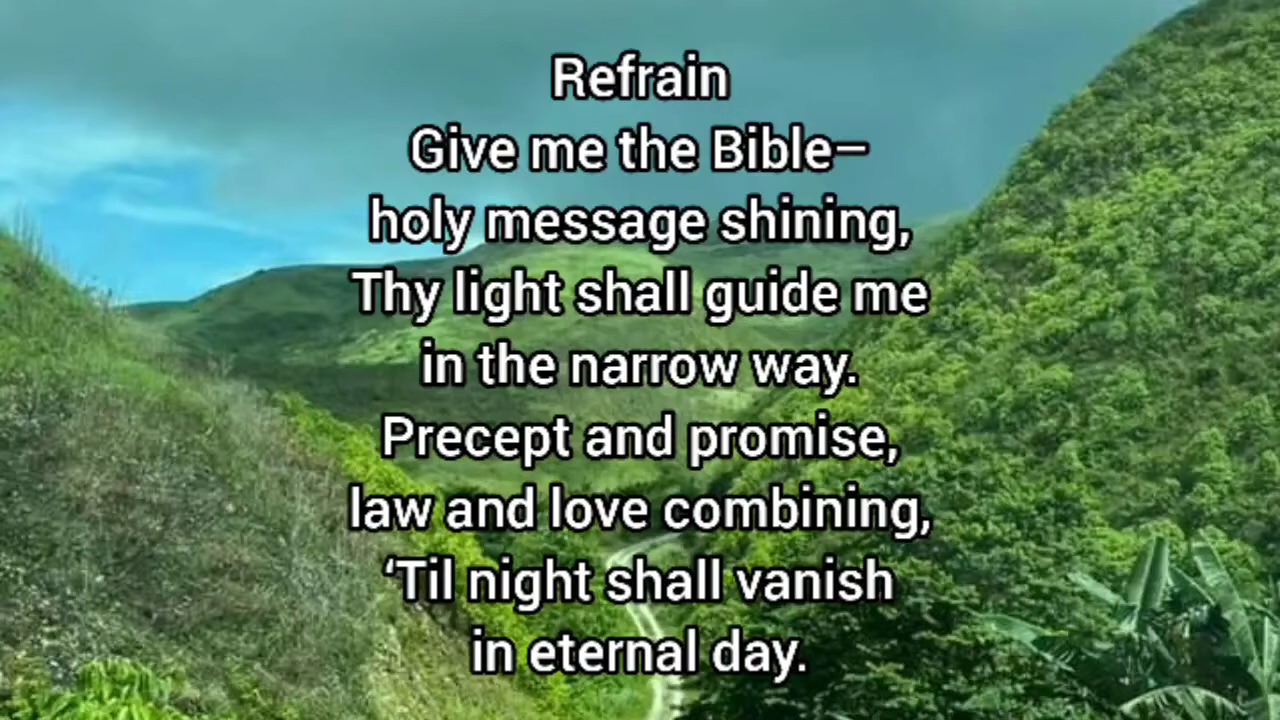 Refrain
Give me the Bible–
holy message shining,
Thy light shall guide me
in the narrow way.
Precept and promise,
law and love combining,
‘Til night shall vanish
in eternal day.